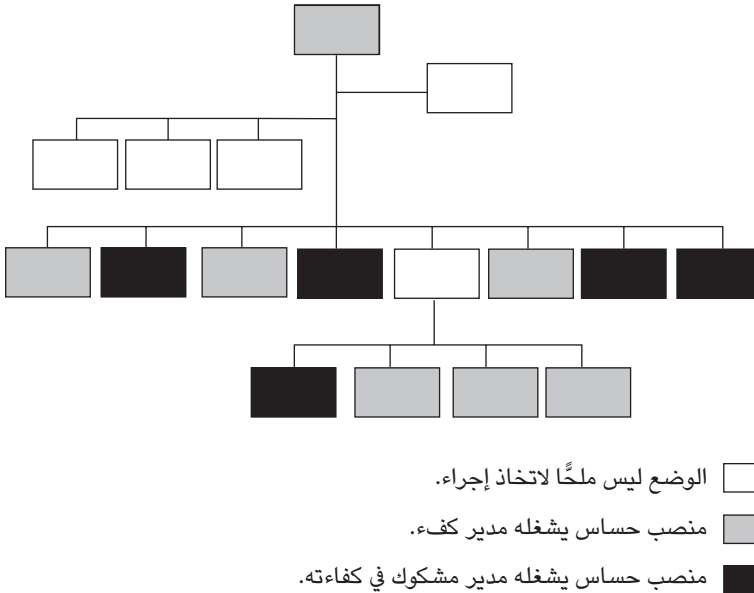 الوضع ليس ملحًّا لاتخاذ إجراء.
منصب حساس يشغله مدير كفء.
منصب حساس يشغله مدير مشكوك في كفاءته.